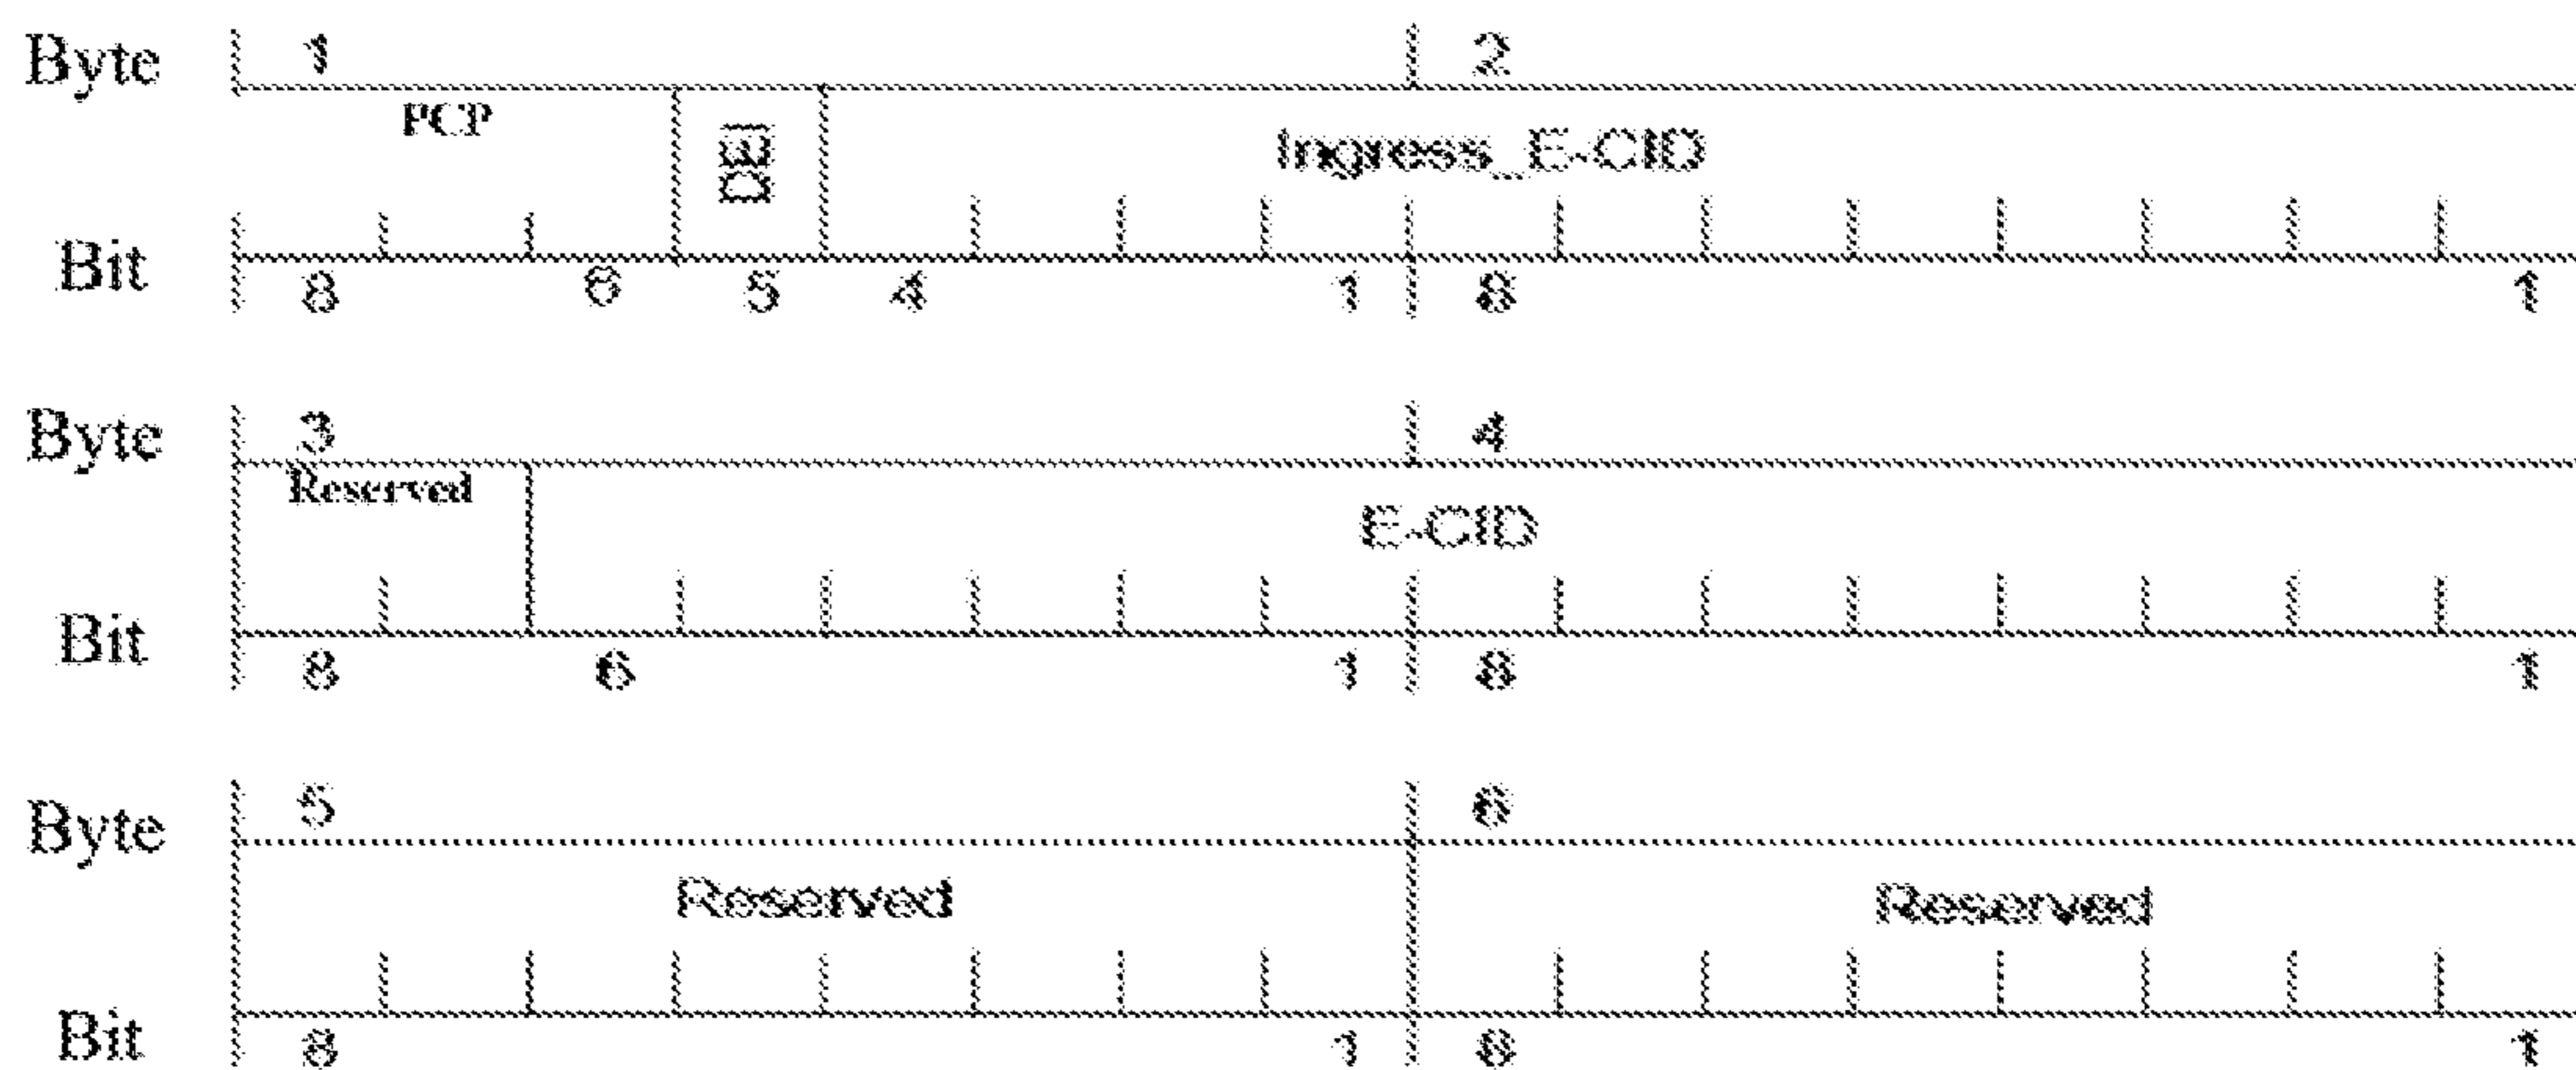 Byte 1 2
PCP DEI Ingress_E-CID
Bit 8 6 5 4 1 8 1
Byte 3 4
Reserved E-CID
Bit 8 6 1 8 1
Byte 5 6
Reserved Reserved
Bit 8 1 8 1